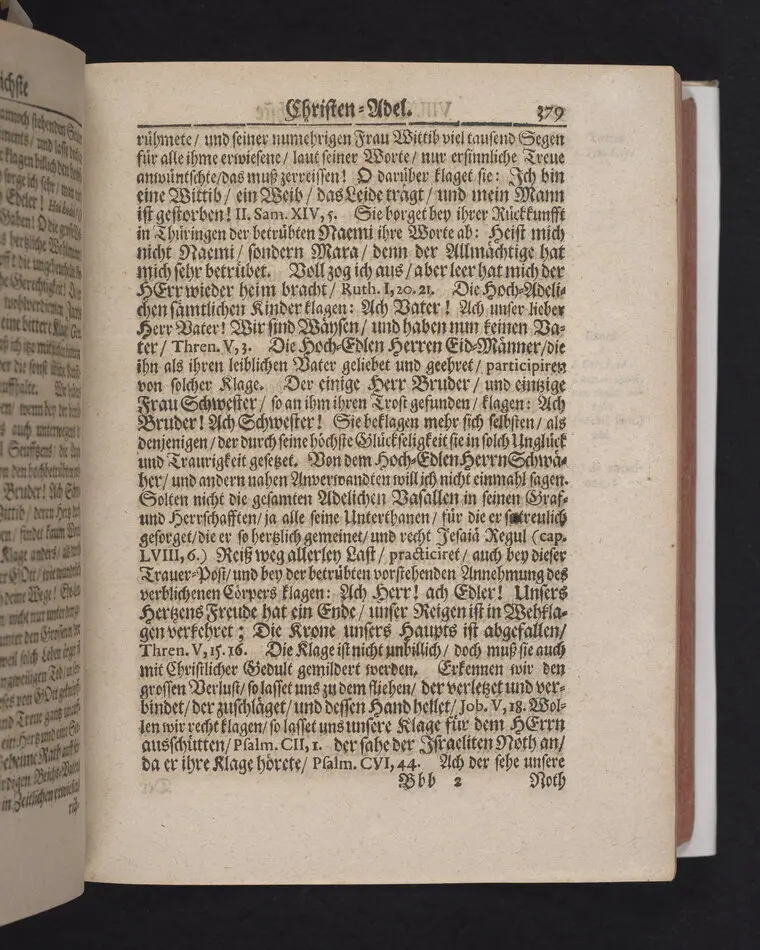 Christen-Adel. 379
rühmete/ und seiner numehrigen Frau Wittib viel tausend Segen
für alle ihme erwiesene/ laut seiner Worte/ nur ersinnliche Treue
anwüntschte/das muß zerreissen! O darüber klaget sie: Ich bin
eine Wittib/ ein Weib/ das Leide trägt/ und mein Mann
ist gestorben! II. Sam. XIV, 5. Sie borget bey ihrer Rückkunfft
in Thüringen der betrübten Naemi ihre Worte ab: Heist mich
nicht Naemi/ sondern Mara/ denn der Allmächtige hat
mich sehr betrübet. Voll zog ich aus/ aber leer hat mich der
HErr wieder heim bracht/ Ruth. I, 20. 21. Die Hoch-Adeli-
chen sämtlichen Kinder klagen: Ach Vater! Ach unser lieber
Herr Vater! Wir sind Wäysen/ und haben nun keinen Va-
ter/ Thren. V, 3. Die Hoch-Edlen Herren Eid-Männer/die
ihn als ihren leiblichen Vater geliebet und geehret/ participiren
von solcher Klage. Der einige Herr Bruder/ und eintzige
Frau Schwester/ so an ihm ihren Trost gefunden/ klagen: Ach
Bruder! Ach Schwester! Sie beklagen mehr sich selbsten/ als
denjenigen/ der durch seine höchste Glückseligkeit sie in solch Unglück
und Traurigkeit gesetzet. Von dem Hoch-Edlen Herrn Schwä-
her/ und andern nahen Anverwandten will ich nicht einmahl sagen.
Solten nicht die gesamten Adelichen Vasallen in seinen Graf-
und Herrschafften/ ja alle seine Unterthanen/ für die er so treulich
gesorget/die er so hertzlich gemeinet/ und recht Jesaiä Regul (cap.
LVIII, 6.) Reiß weg allerley Last/ practiciret/ auch bey dieser
Trauer-Post/ und bey der betrübten vorstehenden Annehmung des
verblichenen Cörpers klagen: Ach Herr! ach Edler! Unsers
Hertzens Freude hat ein Ende/ unser Reigen ist in Wehkla-
gen verkehret; Die Krone unsers Haupts ist abgefallen/
Thren. V, 15. 16. Die Klage ist nicht unbillich/ doch muß sie auch
mit Christlicher Gedult gemildert werden. Erkennen wir den
grossen Verlust/ so lasset uns zu dem fliehen/ der verletzet und ver-
bindet/ der zuschläget/ und dessen Hand heilet/ Job. V, 18. Wol-
len wir recht klagen/ so lasset uns unsere Klage für dem HErrn
ausschütten/ Psalm. CII, 1. der sahe der Israeliten Noth an/
da er ihre Klage hörete/ Psalm. CVI, 44. Ach der sehe unsere
Bbb 2 Noth